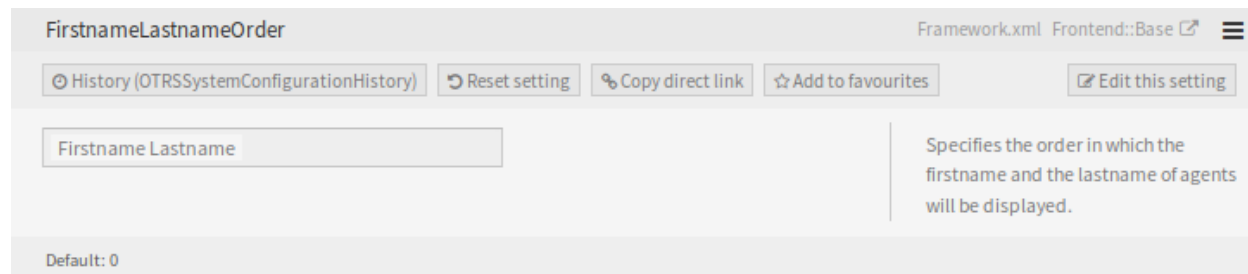 FirstnameLastnameOrder Framework.xml Frontend::Base
History (OTRSSystemConfigurationHistory) Reset setting Copy direct link Add to favourites Edit this setting
Firstname Lastname
Specifies the order in which the
firstname and the lastname of agents
will be displayed.
Default: 0